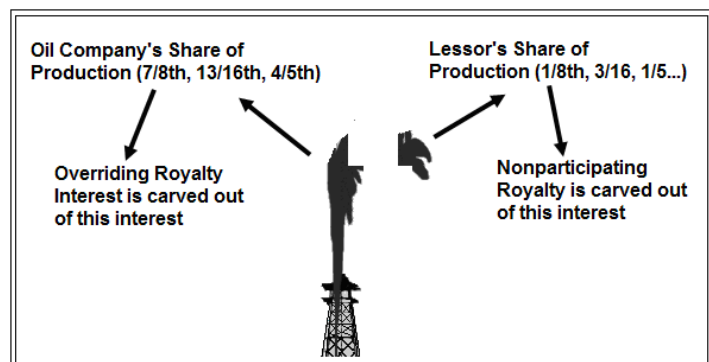 Oil Company's Share of
Production (7/8th, 13/16th, 4/5th)
Lessor's Share of
Production (1/8th, 3/16, 1/5...)
Overriding Royalty
Interest is carved out
of this interest
Nonparticipating
Royalty is carved out
of this interest